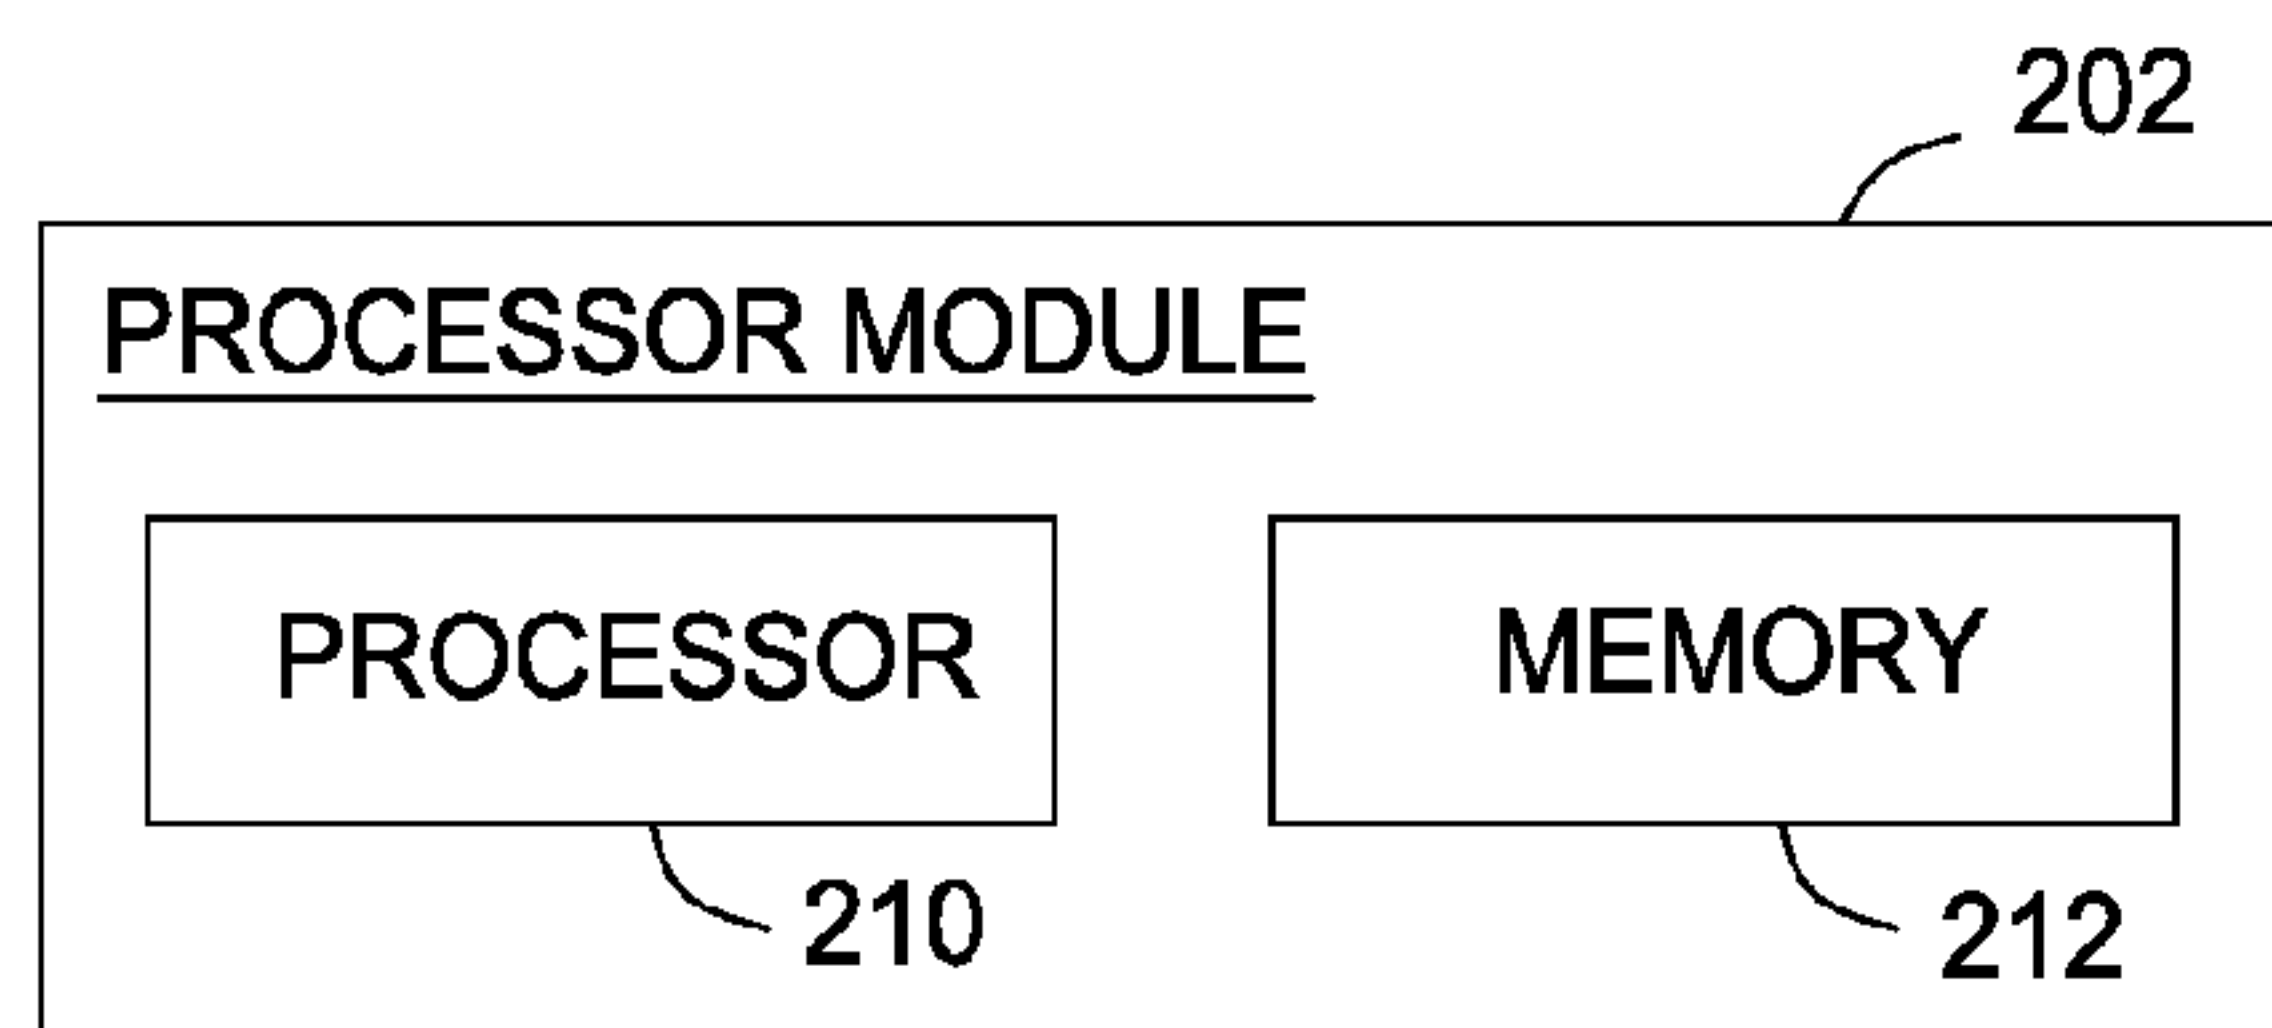 202
PROCESSOR MODULE
PROCESSOR
MEMORY
210
212